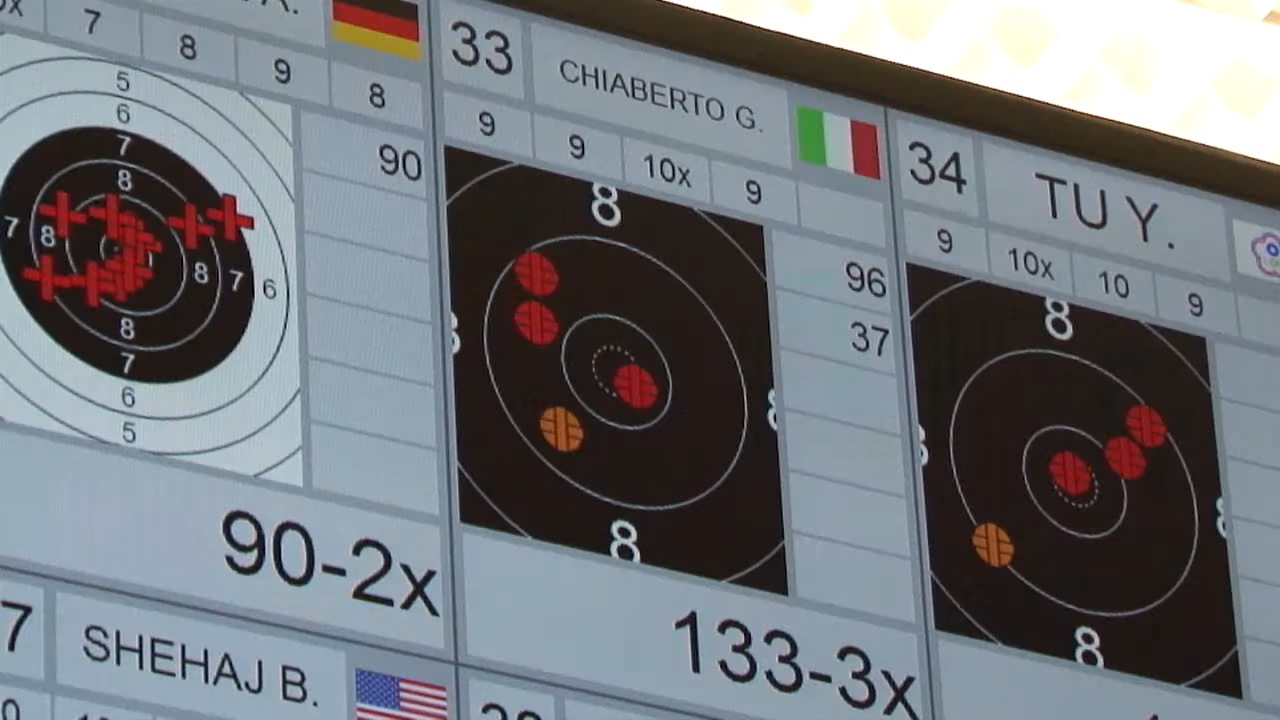 7 8 9 8
5
6
7
8
7 8 8 7 6
8
7
6
5
90
90-2x
33 CHIABERTO G.
9 9 10x 9
8
8
96
37
133-3x
34 TU Y.
9 10x 10 9
8
8
7 SHEHAJ B.